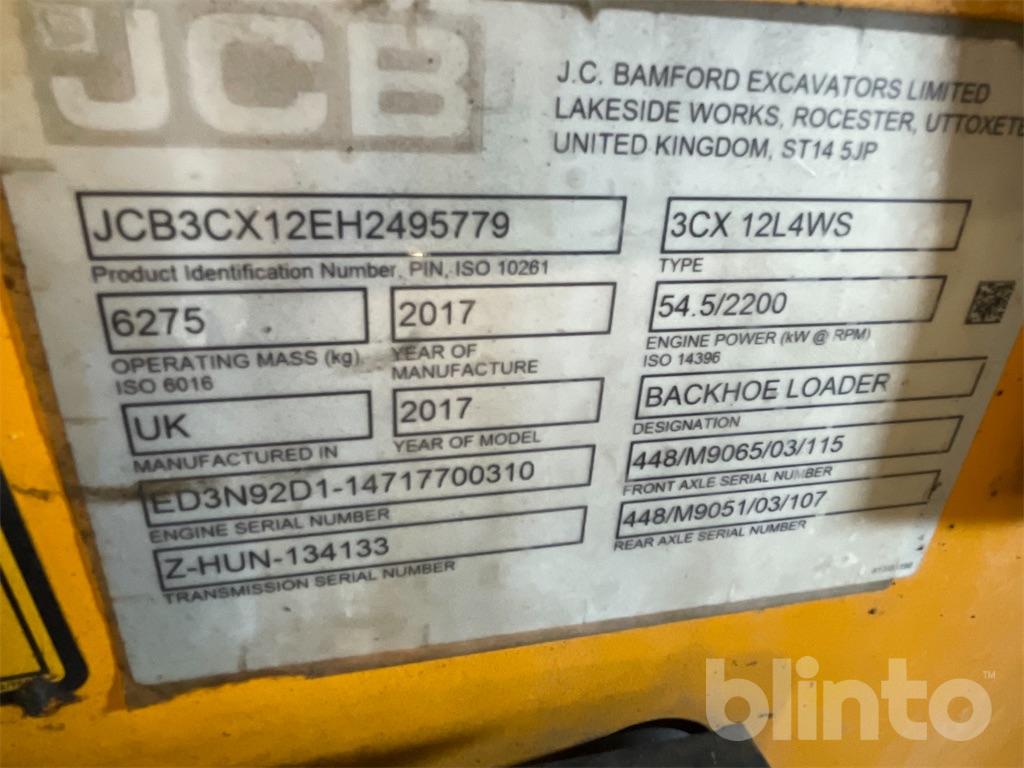 JCB
J.C. BAMFORD EXCAVATORS LIMITED
LAKESIDE WORKS, ROCESTER, UTTOXETE
UNITED KINGDOM, ST14 5JP
JCB3CX12EH2495779
Product Identification Number, PIN, ISO 10261
3CX 12L4WS
TYPE
6275
OPERATING MASS (kg)
ISO 6016
2017
YEAR OF
MANUFACTURE
54.5/2200
ENGINE POWER (kW @ RPM)
ISO 14396
UK
MANUFACTURED IN
2017
YEAR OF MODEL
BACKHOE LOADER
DESIGNATION
ED3N92D1-14717700310
ENGINE SERIAL NUMBER
448/M9065/03/115
FRONT AXLE SERIAL NUMBER
Z-HUN-134133
TRANSMISSION SERIAL NUMBER
448/M9051/03/107
REAR AXLE SERIAL NUMBER
blinto™